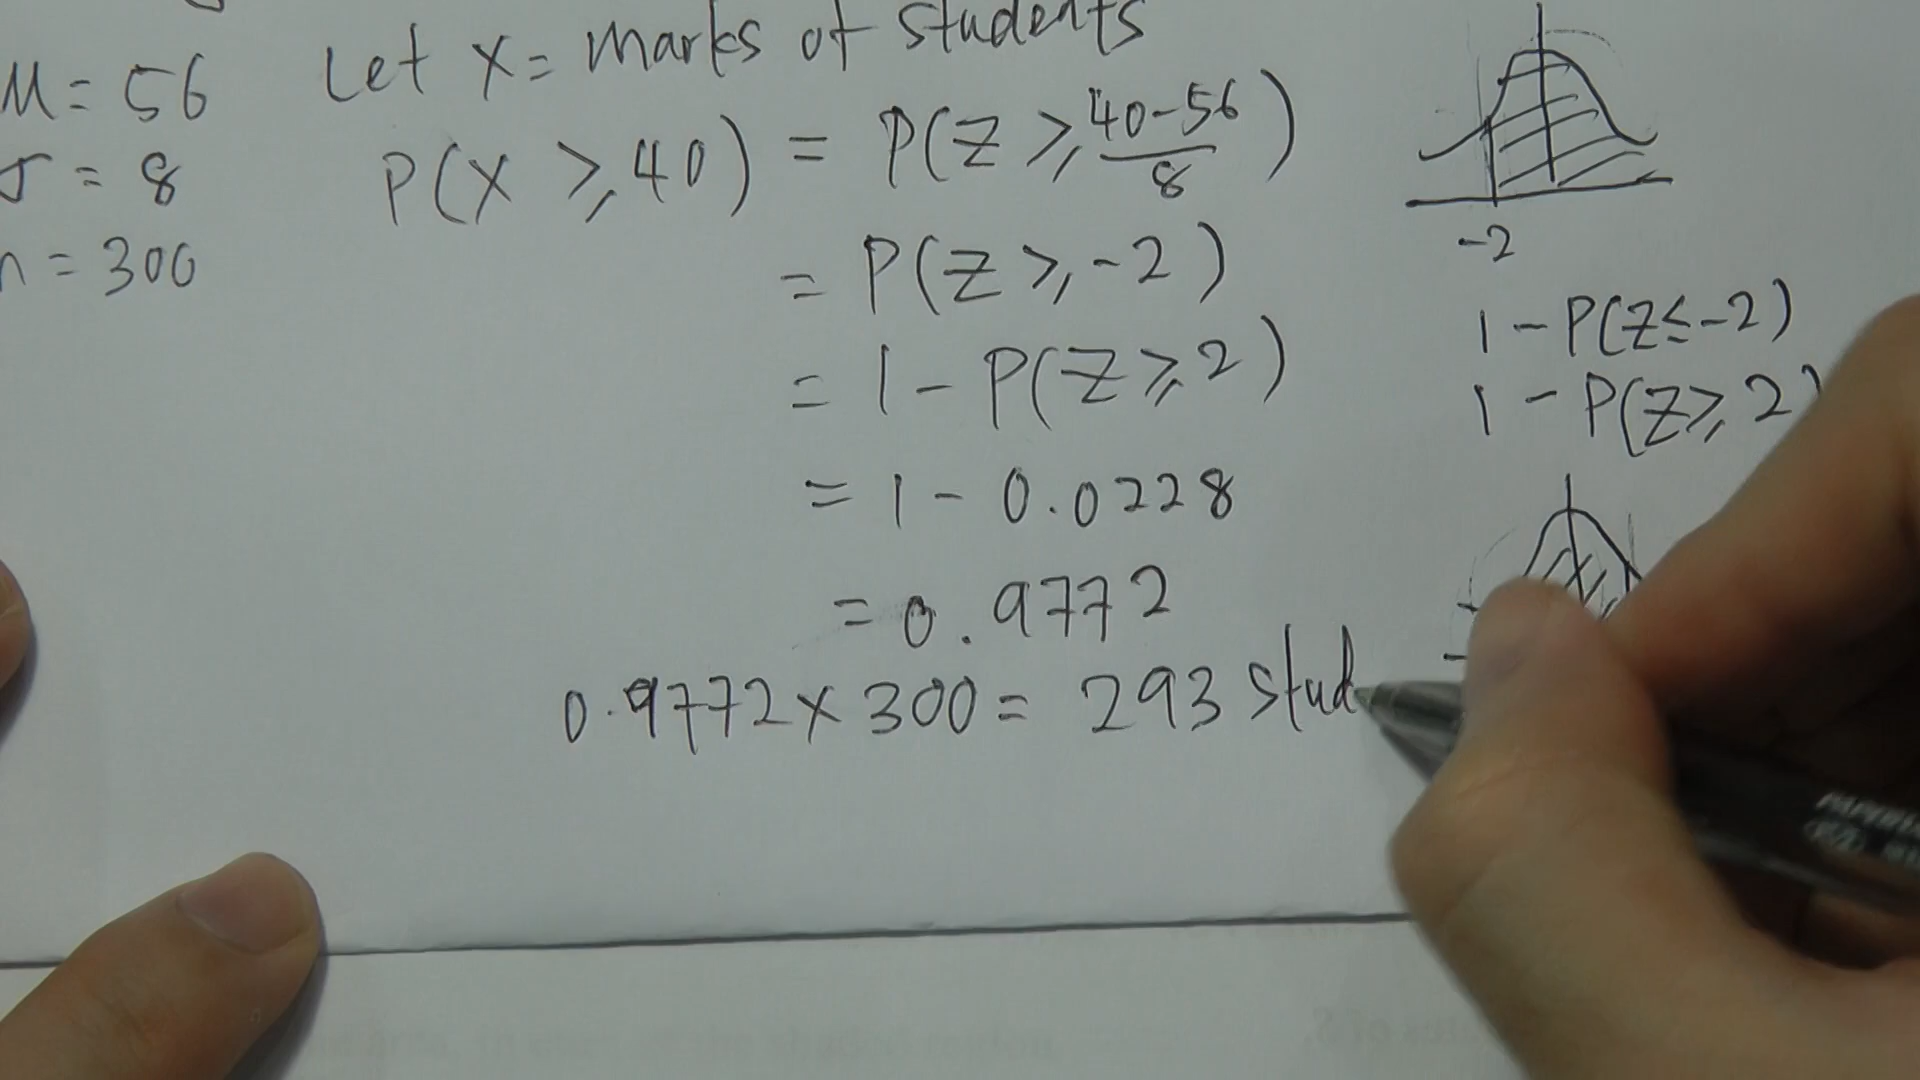 μ = 56
σ = 8
n = 300
Let X = Marks of students
P(X ≥ 40) = P(Z ≥ 40-56/8)
= P(Z ≥ -2)
= 1 - P(Z ≥ 2)
= 1 - 0.0228
= 0.9772
0.9772 × 300 = 293 stud
-2
1 - P(Z ≤ -2)
1 - P(Z ≥ 2)